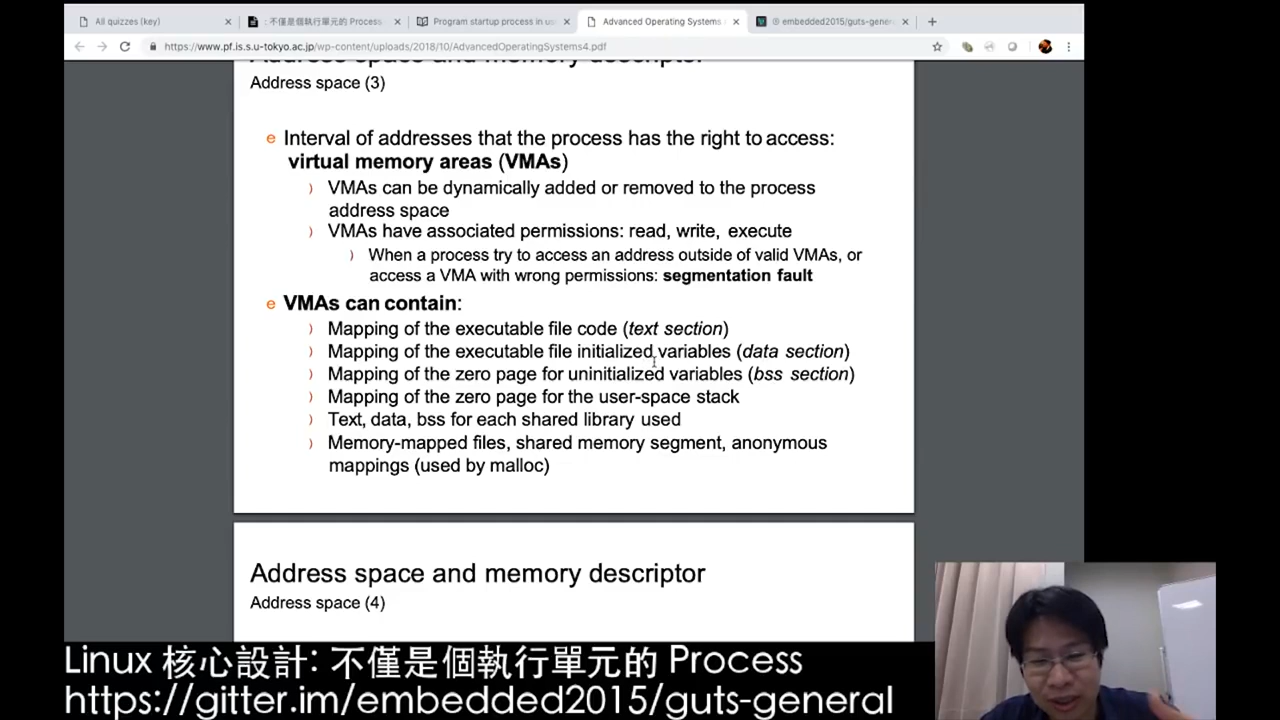 All quizzes (key)
: 不僅是個執行單元的 Process
Program startup process in us
Advanced Operating Systems
embedded2015/guts-gener
https://www.pf.is.s.u-tokyo.ac.jp/wp-content/uploads/2018/10/AdvancedOperatingSystems4.pdf
Address space and memory descriptor
Address space (3)
e Interval of addresses that the process has the right to access:
virtual memory areas (VMAs)
) VMAs can be dynamically added or removed to the process
address space
) VMAs have associated permissions: read, write, execute
) When a process try to access an address outside of valid VMAs, or
access a VMA with wrong permissions: segmentation fault
e VMAs can contain:
) Mapping of the executable file code (text section)
) Mapping of the executable file initialized variables (data section)
) Mapping of the zero page for uninitialized variables (bss section)
) Mapping of the zero page for the user-space stack
) Text, data, bss for each shared library used
) Memory-mapped files, shared memory segment, anonymous
mappings (used by malloc)
Address space and memory descriptor
Address space (4)
Linux 核心設計: 不僅是個執行單元的 Process
https://gitter.im/embedded2015/guts-general